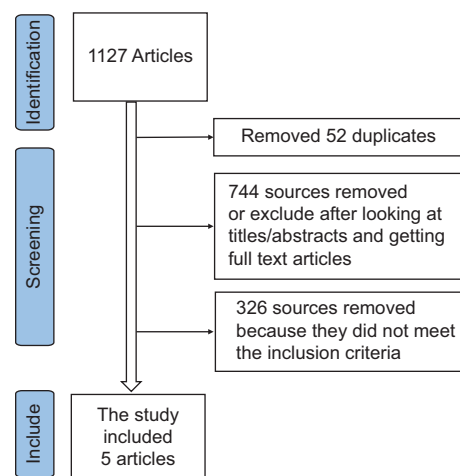 Identification
1127 Articles
Removed 52 duplicates
Screening
744 sources removed
or exclude after looking at
titles/abstracts and getting
full text articles
326 sources removed
because they did not meet
the inclusion criteria
Include
The study
included
5 articles